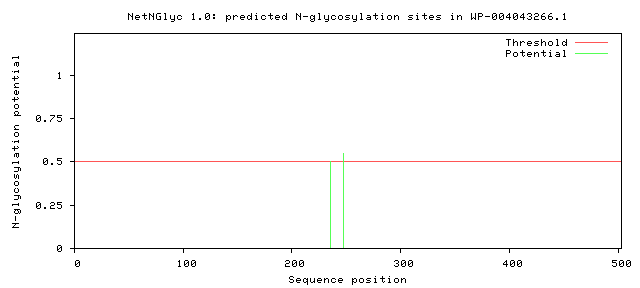 NetNGlyc 1.0: predicted N-glycosylation sites in WP-004043266.1
Threshold
Potential
N-glycosylation potential
1
0.75
0.5
0.25
0
0 100 200 300 400 500
Sequence position